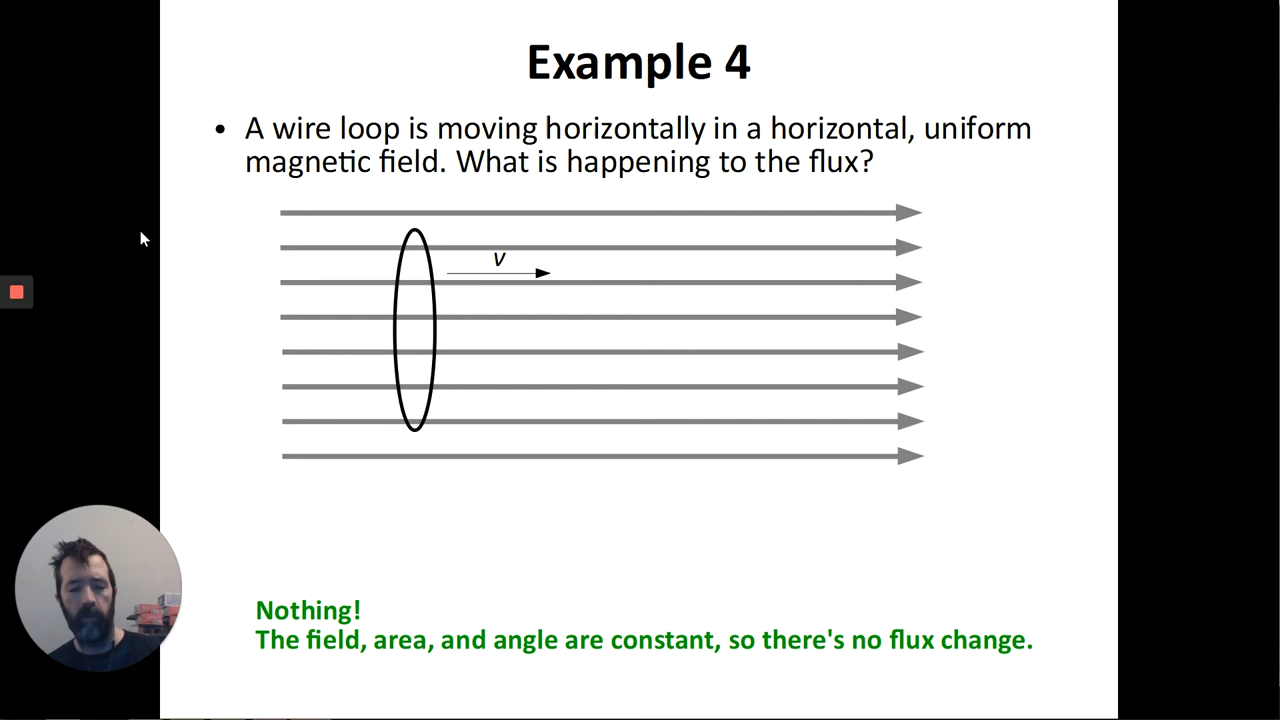 Example 4
• A wire loop is moving horizontally in a horizontal, uniform
magnetic field. What is happening to the flux?
v
Nothing!
The field, area, and angle are constant, so there's no flux change.